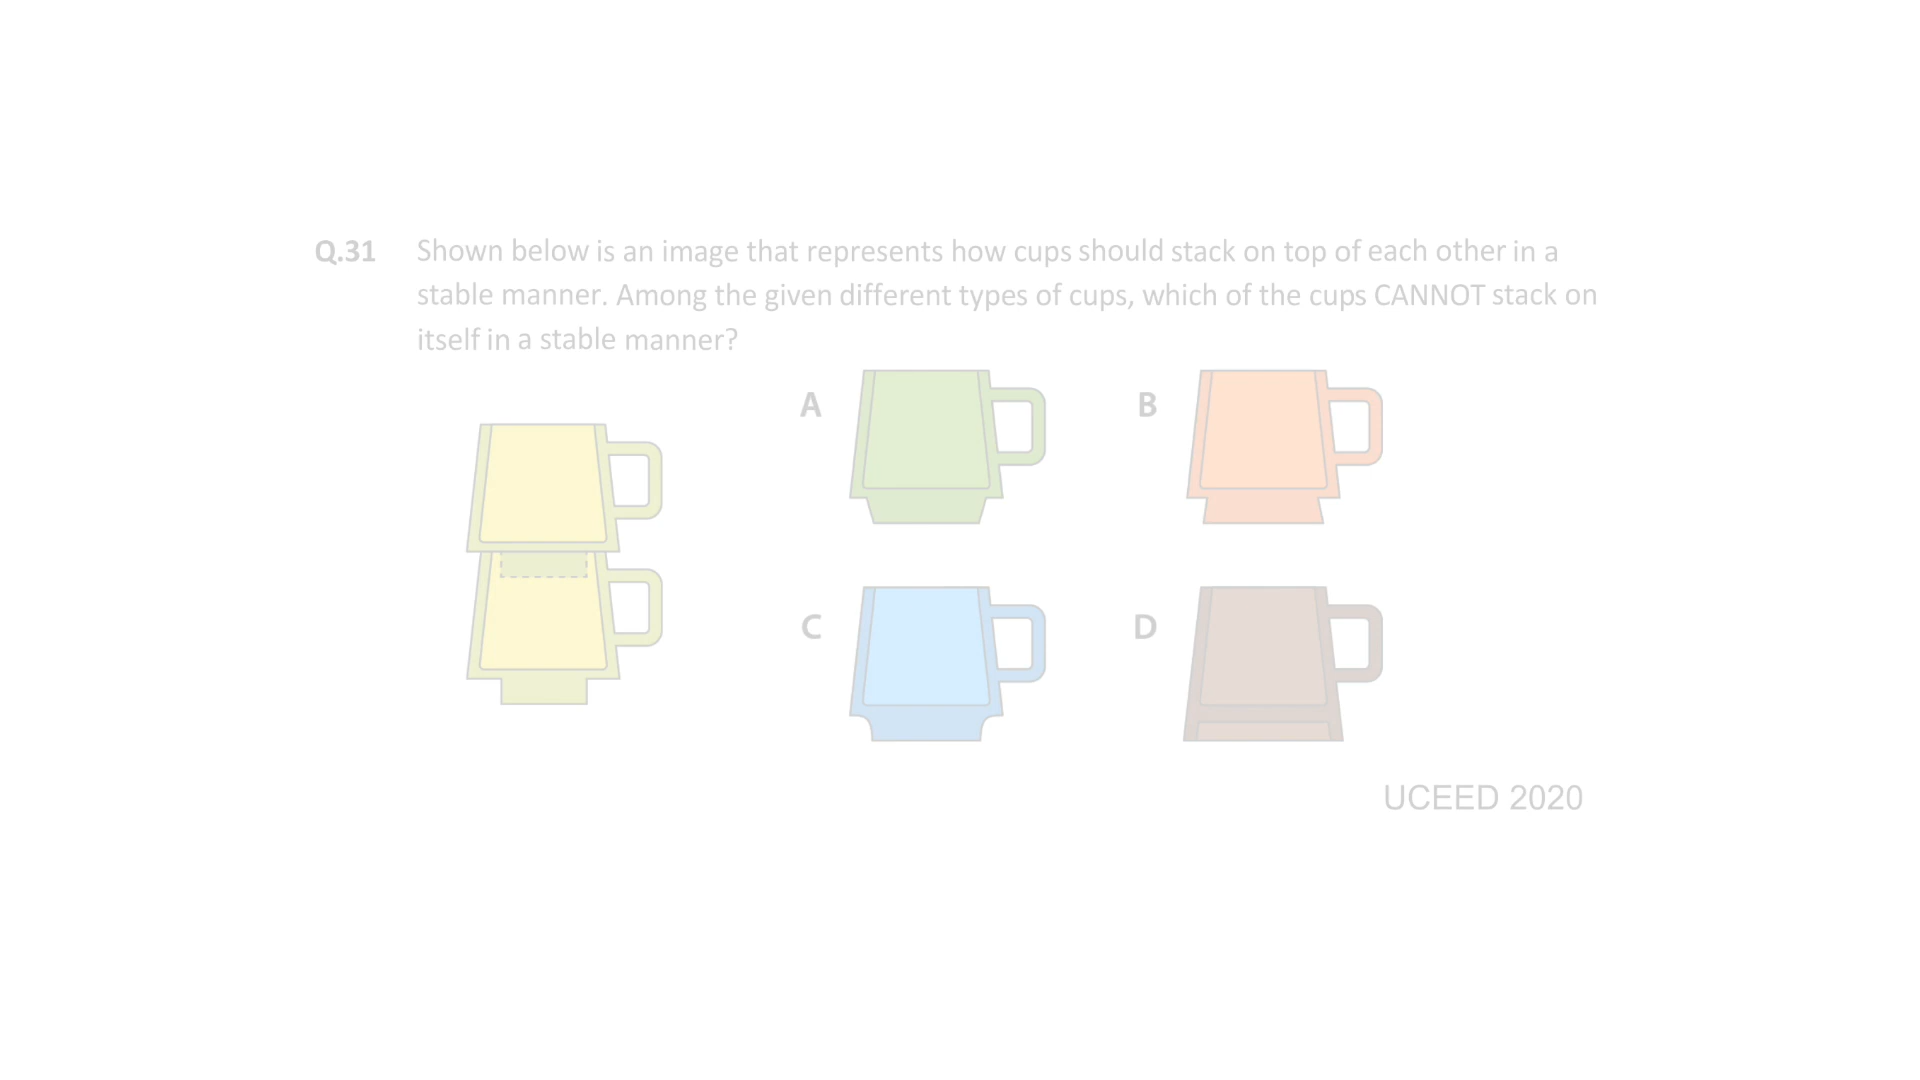 Q.31 Shown below is an image that represents how cups should stack on top of each other in a
stable manner. Among the given different types of cups, which of the cups CANNOT stack on
itself in a stable manner?
A
B
C
D
UCEED 2020